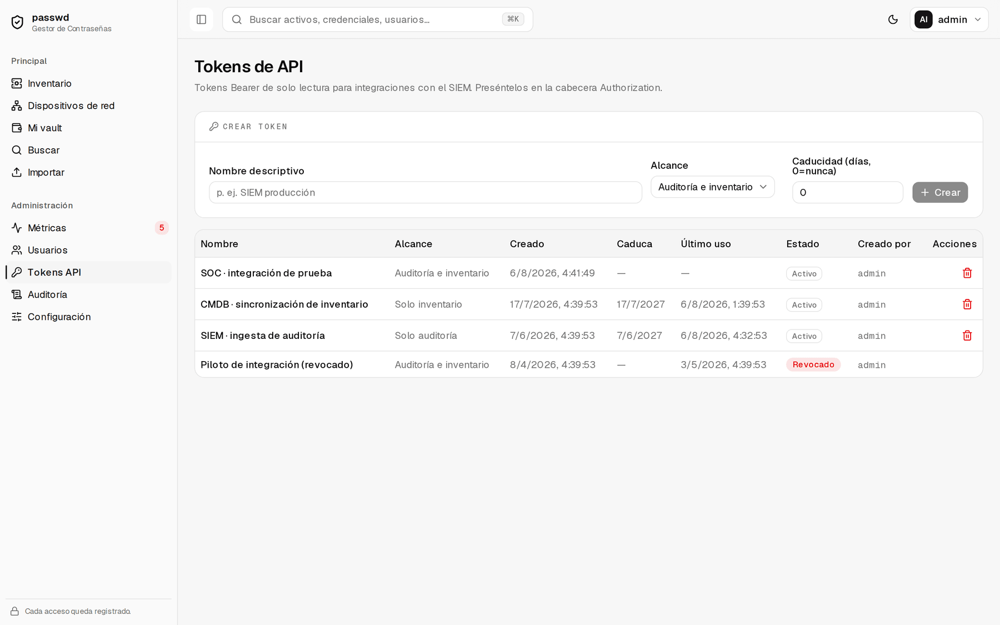 passwd
Gestor de Contraseñas
Buscar activos, credenciales, usuarios...
⌘K
AI
admin
Principal
Inventario
Dispositivos de red
Mi vault
Buscar
Importar
Administración
Métricas
5
Usuarios
Tokens API
Auditoría
Configuración
Cada acceso queda registrado.
Tokens de API
Tokens Bearer de solo lectura para integraciones con el SIEM. Preséntelos en la cabecera Authorization.
CREAR TOKEN
Nombre descriptivo
p. ej. SIEM producción
Alcance
Auditoría e inventario
Caducidad (días,
0=nunca)
0
Crear
Nombre Alcance Creado Caduca Último uso Estado Creado por Acciones
SOC · integración de prueba Auditoría e inventario 6/8/2026, 4:41:49 — — Activo admin
CMDB · sincronización de inventario Solo inventario 17/7/2026, 4:39:53 17/7/2027 6/8/2026, 1:39:53 Activo admin
SIEM · ingesta de auditoría Solo auditoría 7/6/2026, 4:39:53 7/6/2027 6/8/2026, 4:32:53 Activo admin
Piloto de integración (revocado) Auditoría e inventario 8/4/2026, 4:39:53 — 3/5/2026, 4:39:53 Revocado admin